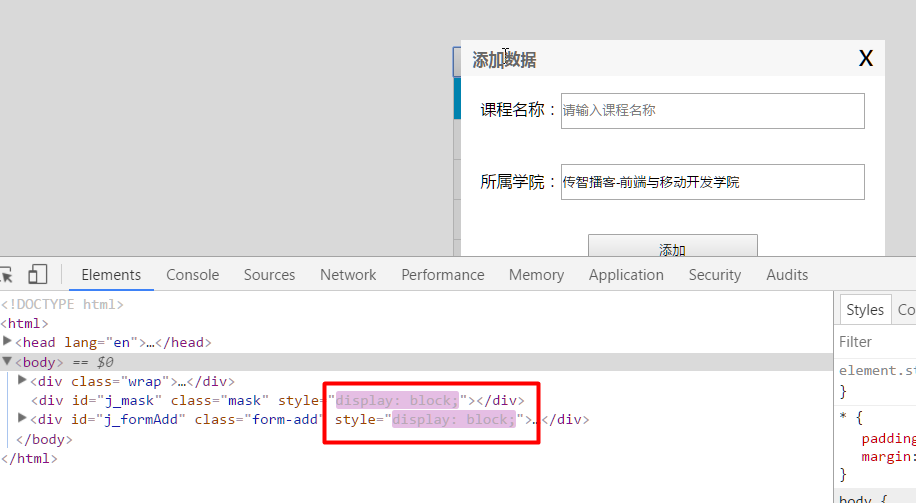 添加数据 X
课程名称： 请输入课程名称
所属学院： 传智播客-前端与移动开发学院
添加
Elements Console Sources Network Performance Memory Application Security Audits
<!DOCTYPE html>
<html>
<head lang="en">…</head>
<body> == $0
<div class="wrap">…</div>
<div id="j_mask" class="mask" style="display: block;"></div>
<div id="j_formAdd" class="form-add" style="display: block;">…</div>
</body>
</html>
Styles Co
Filter
element.st
}
* {
padding
margin:
}
body {